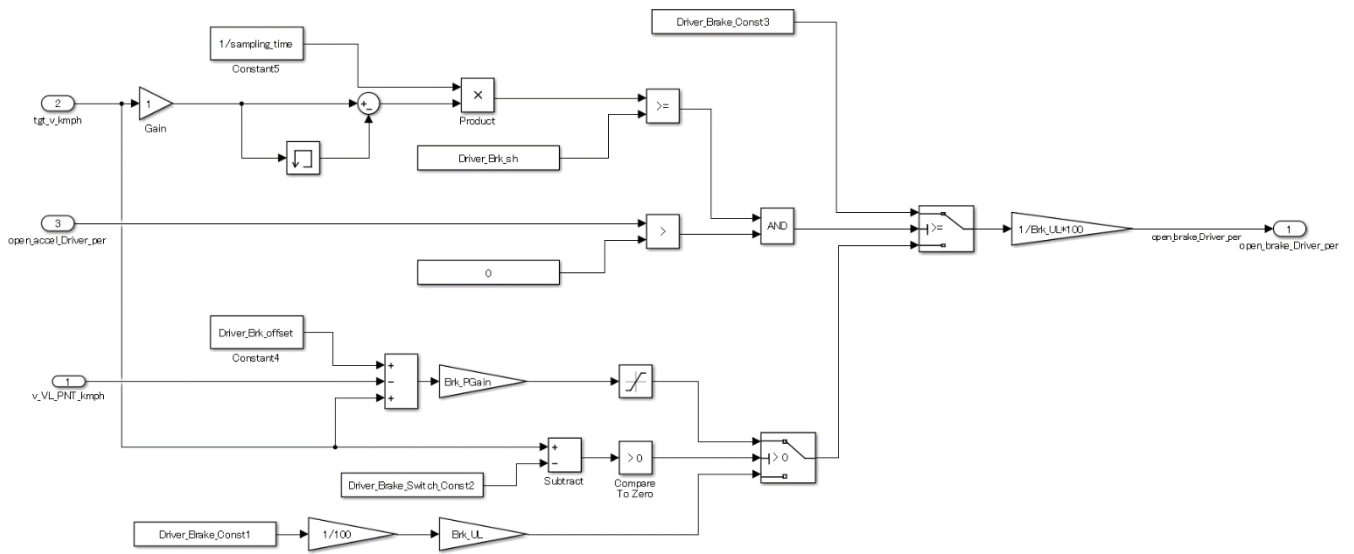 Driver_Brake_Const3
1/sampling_time
Constant5
2
tgt_v_kmph
1
Gain
+
−
×
Product
>=
Driver_Brk_sh
3
open_accel_Driver_per
>
0
AND
>=
1/Brk_UL*100
open_brake_Driver_per
1
open_brake_Driver_per
Driver_Brk_offset
Constant4
1
v_VL_PNT_kmph
+
−
+
Brk_PGain
+
−
Subtract
> 0
Compare
To Zero
> 0
Driver_Brake_Switch_Const2
Driver_Brake_Const1
1/100
Brk_UL